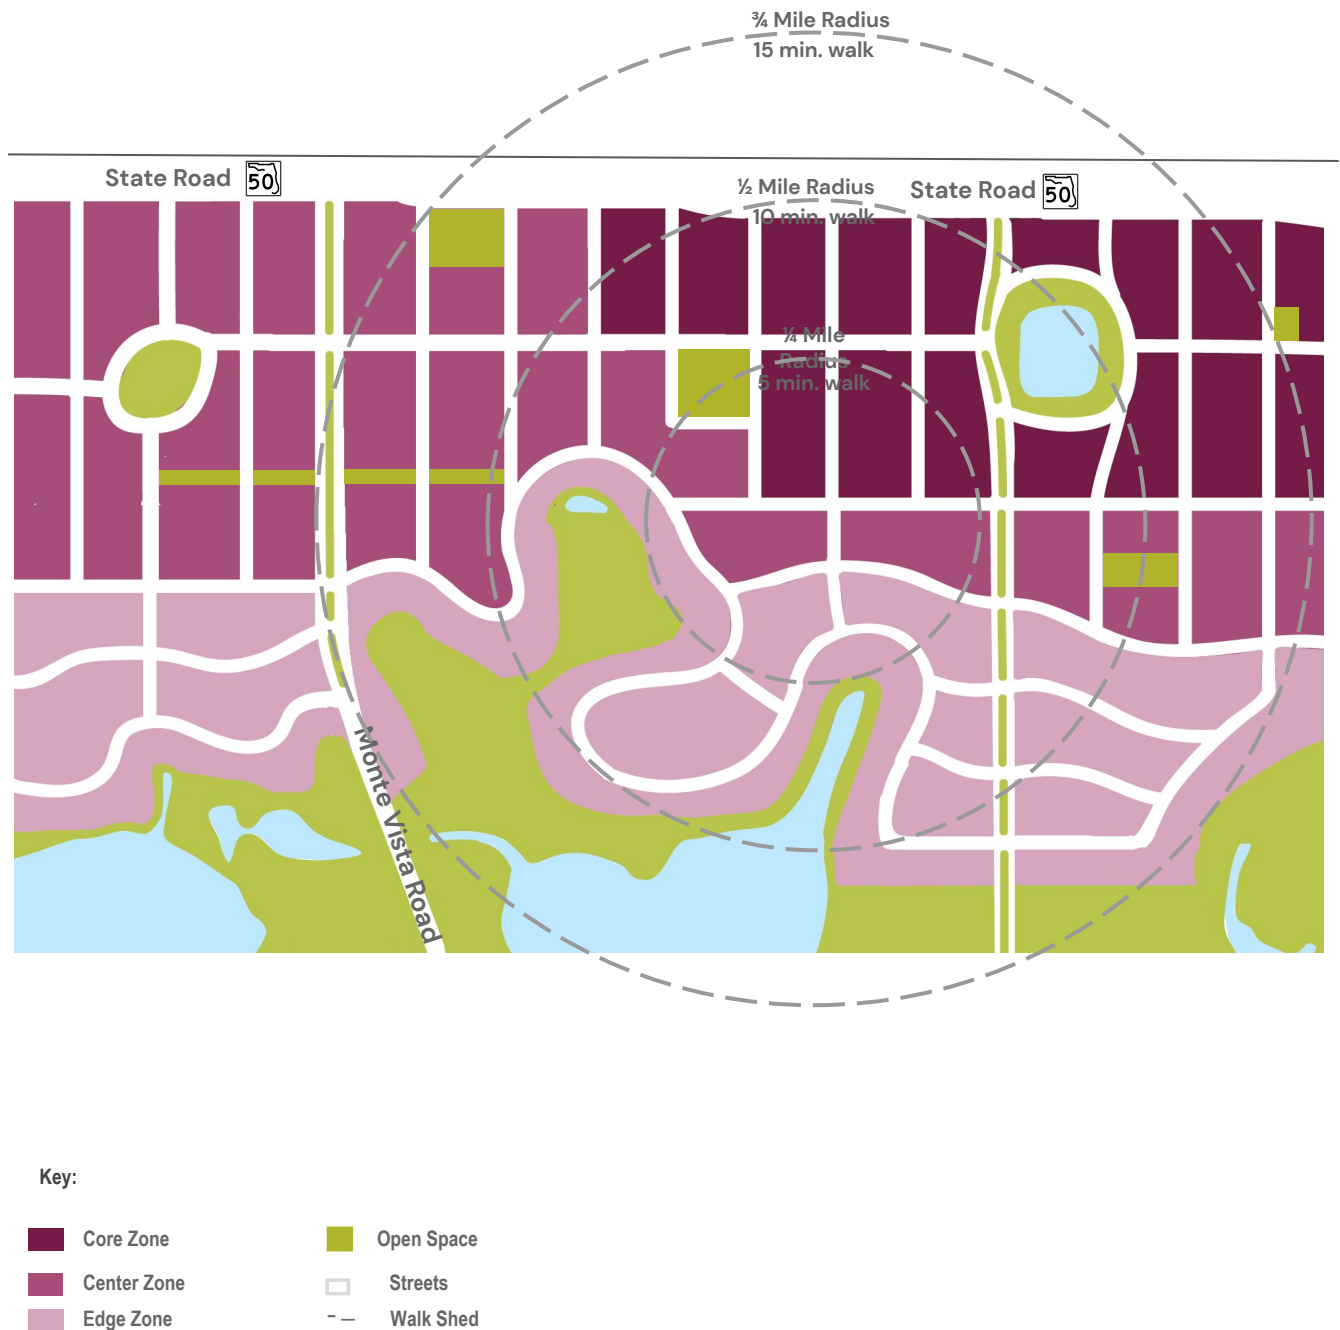 ¾ Mile Radius
15 min. walk
State Road 50
½ Mile Radius
10 min. walk
State Road 50
¼ Mile
Radius
5 min. walk
Monte Vista Road
Key:
Core Zone
Open Space
Center Zone
Streets
Edge Zone
Walk Shed